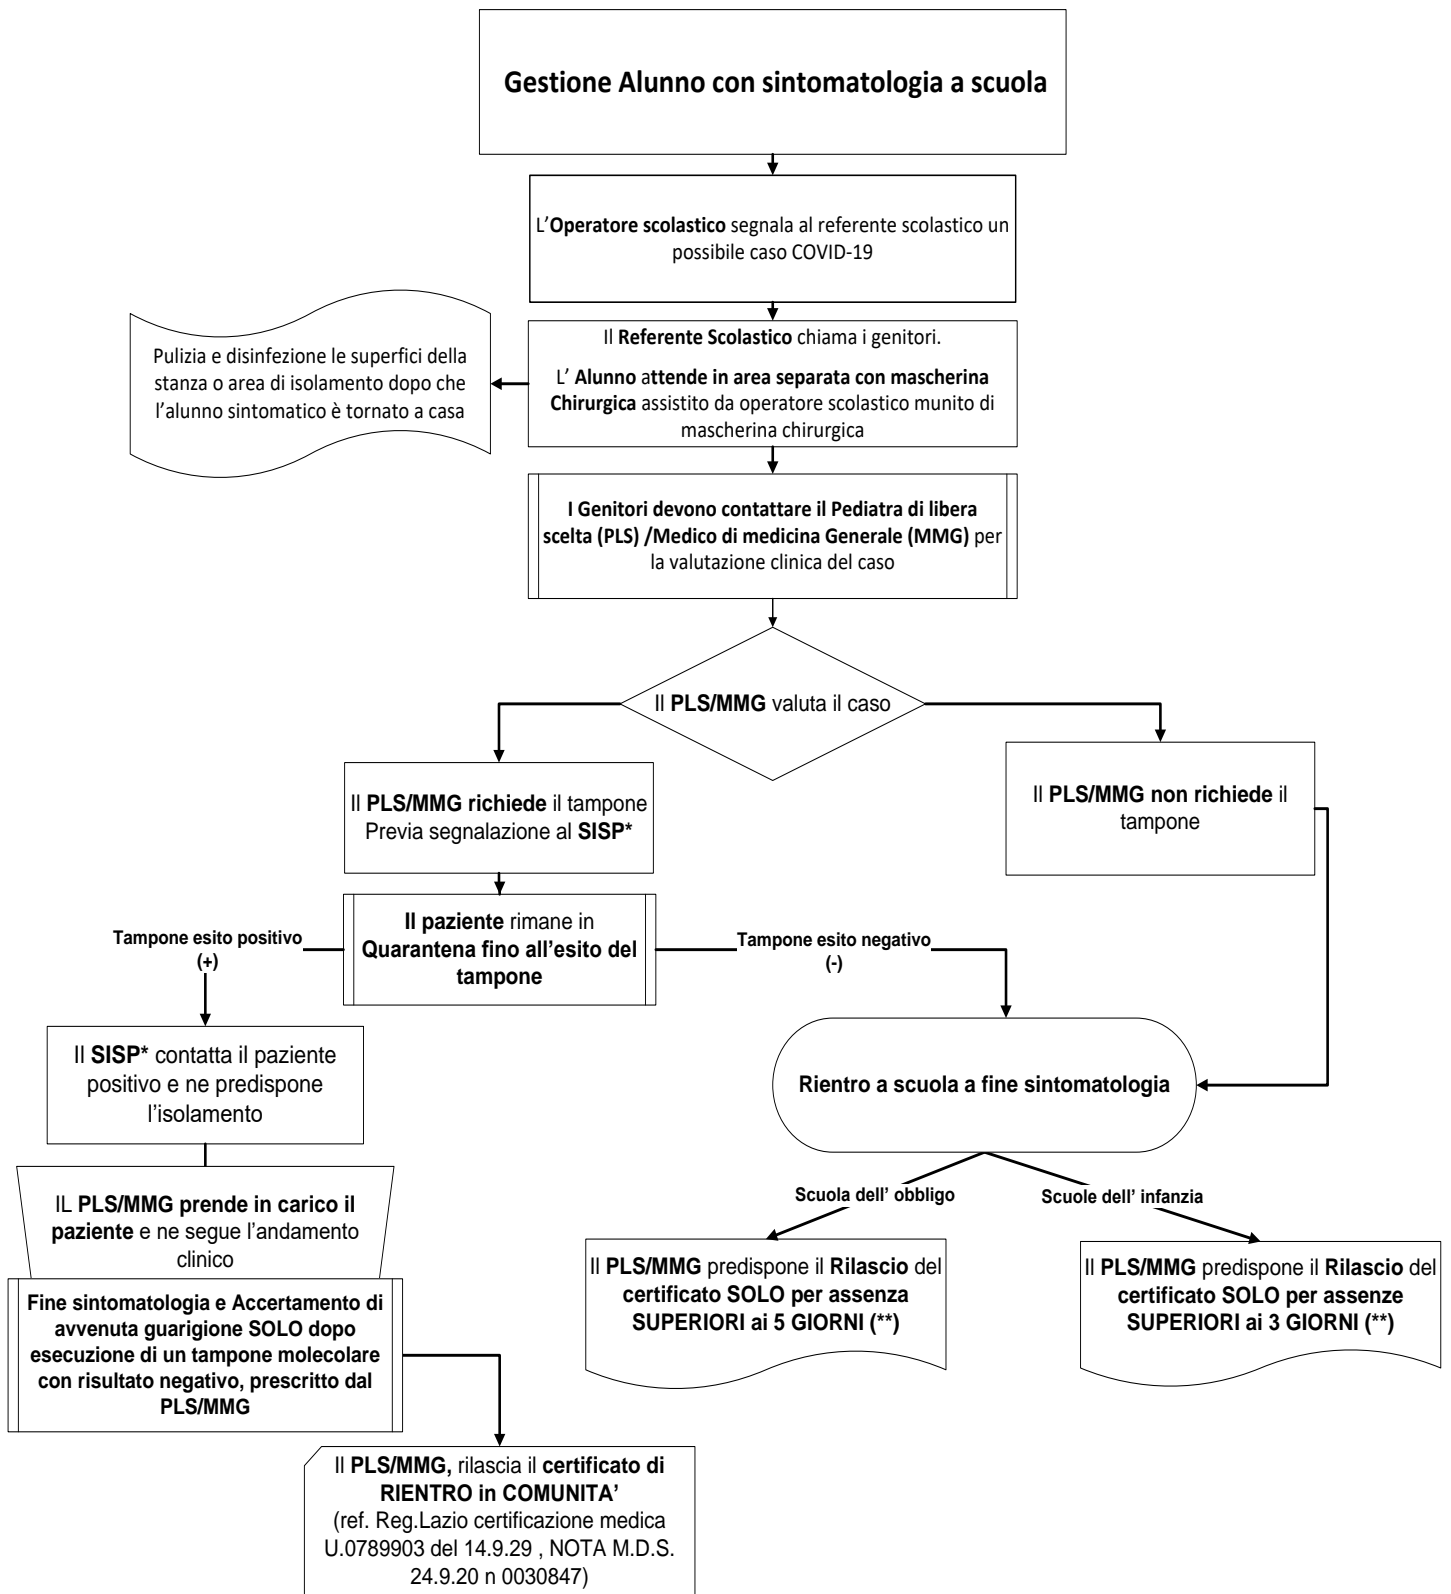 Gestione Alunno con sintomatologia a scuola
L'Operatore scolastico segnala al referente scolastico un
possibile caso COVID-19
Il Referente Scolastico chiama i genitori.
L' Alunno attende in area separata con mascherina
Chirurgica assistito da operatore scolastico munito di
mascherina chirurgica
Pulizia e disinfezione le superfici della
stanza o area di isolamento dopo che
l'alunno sintomatico è tornato a casa
I Genitori devono contattare il Pediatra di libera
scelta (PLS) /Medico di medicina Generale (MMG) per
la valutazione clinica del caso
Il PLS/MMG valuta il caso
Il PLS/MMG richiede il tampone
Previa segnalazione al SISP*
Il PLS/MMG non richiede il
tampone
Il paziente rimane in
Quarantena fino all'esito del
tampone
Tampone esito positivo
(+)
Tampone esito negativo
(-)
Il SISP* contatta il paziente
positivo e ne predispone
l'isolamento
Rientro a scuola a fine sintomatologia
IL PLS/MMG prende in carico il
paziente e ne segue l'andamento
clinico
Scuola dell' obbligo
Scuole dell' infanzia
Il PLS/MMG predispone il Rilascio del
certificato SOLO per assenza
SUPERIORI ai 5 GIORNI (**)
Il PLS/MMG predispone il Rilascio del
certificato SOLO per assenze
SUPERIORI ai 3 GIORNI (**)
Fine sintomatologia e Accertamento di
avvenuta guarigione SOLO dopo
esecuzione di un tampone molecolare
con risultato negativo, prescritto dal
PLS/MMG
Il PLS/MMG, rilascia il certificato di
RIENTRO in COMUNITA'
(ref. Reg.Lazio certificazione medica
U.0789903 del 14.9.29 , NOTA M.D.S.
24.9.20 n 0030847)